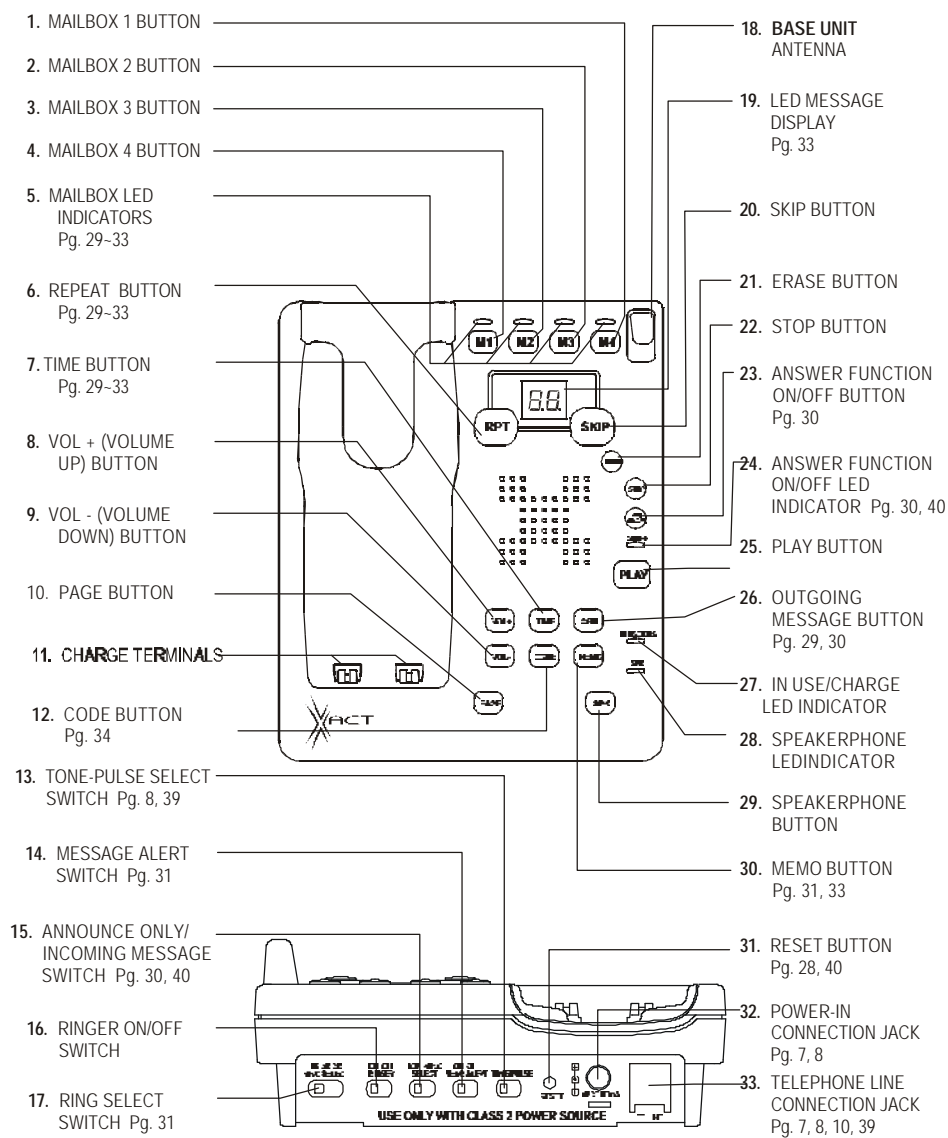 1. MAILBOX 1 BUTTON
2. MAILBOX 2 BUTTON
3. MAILBOX 3 BUTTON
4. MAILBOX 4 BUTTON
5. MAILBOX LED
INDICATORS
Pg. 29~33
6. REPEAT BUTTON
Pg. 29~33
7. TIME BUTTON
Pg. 29~33
8. VOL + (VOLUME
UP) BUTTON
9. VOL - (VOLUME
DOWN) BUTTON
10. PAGE BUTTON
11. CHARGE TERMINALS
12. CODE BUTTON
Pg. 34
13. TONE-PULSE SELECT
SWITCH Pg. 8, 39
14. MESSAGE ALERT
SWITCH Pg. 31
15. ANNOUNCE ONLY/
INCOMING MESSAGE
SWITCH Pg. 30, 40
16. RINGER ON/OFF
SWITCH
17. RING SELECT
SWITCH Pg. 31
M1 M2 M3 M4
88
RPT SKIP
PLAY
VOL+ TIME
VOL- MEMO
PAGE
XACT
USE ONLY WITH CLASS 2 POWER SOURCE
18. BASE UNIT
ANTENNA
19. LED MESSAGE
DISPLAY
Pg. 33
20. SKIP BUTTON
21. ERASE BUTTON
22. STOP BUTTON
23. ANSWER FUNCTION
ON/OFF BUTTON
Pg. 30
24. ANSWER FUNCTION
ON/OFF LED
INDICATOR Pg. 30, 40
25. PLAY BUTTON
26. OUTGOING
MESSAGE BUTTON
Pg. 29, 30
27. IN USE/CHARGE
LED INDICATOR
28. SPEAKERPHONE
LEDINDICATOR
29. SPEAKERPHONE
BUTTON
30. MEMO BUTTON
Pg. 31, 33
31. RESET BUTTON
Pg. 28, 40
32. POWER-IN
CONNECTION JACK
Pg. 7, 8
33. TELEPHONE LINE
CONNECTION JACK
Pg. 7, 8, 10, 39